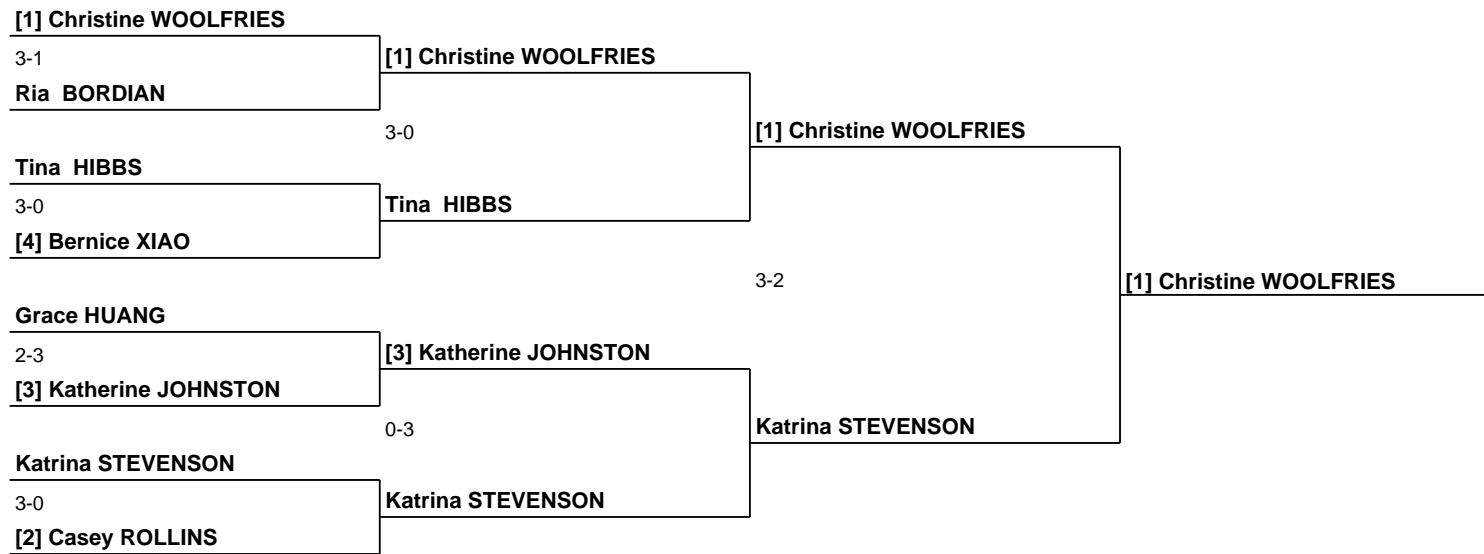 [1] Christine WOOLFRIES
3-1
[1] Christine WOOLFRIES
Ria BORDIAN
3-0
[1] Christine WOOLFRIES
Tina HIBBS
3-0
Tina HIBBS
[4] Bernice XIAO
3-2
[1] Christine WOOLFRIES
Grace HUANG
2-3
[3] Katherine JOHNSTON
[3] Katherine JOHNSTON
0-3
Katrina STEVENSON
Katrina STEVENSON
3-0
Katrina STEVENSON
[2] Casey ROLLINS